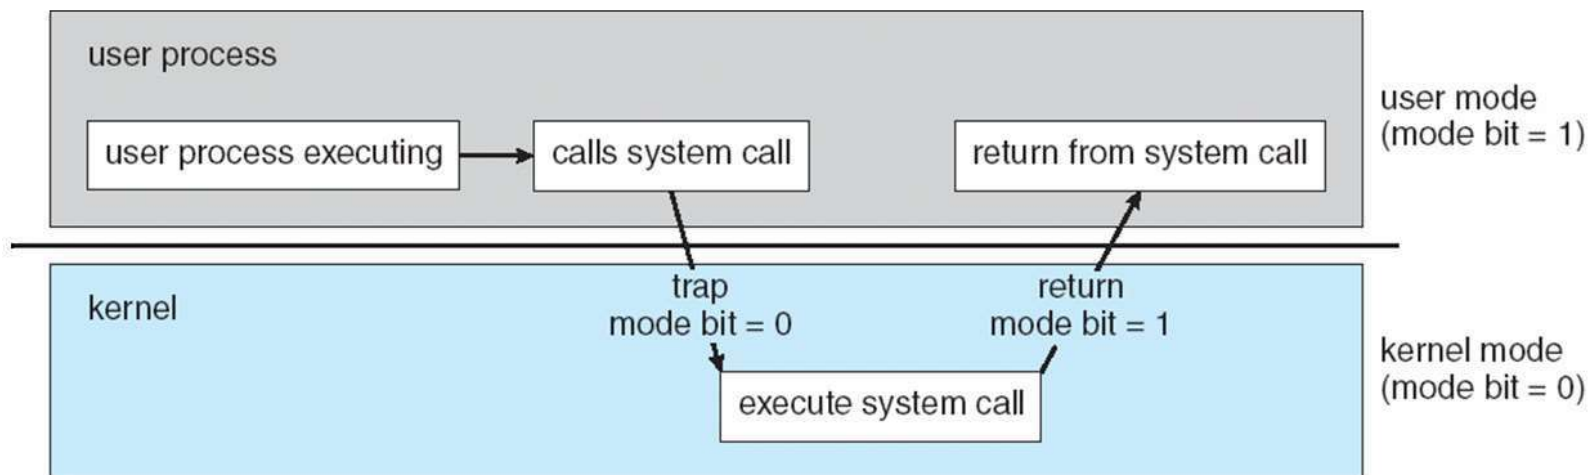 user process
user process executing
calls system call
return from system call
user mode
(mode bit = 1)
kernel
trap
mode bit = 0
return
mode bit = 1
execute system call
kernel mode
(mode bit = 0)